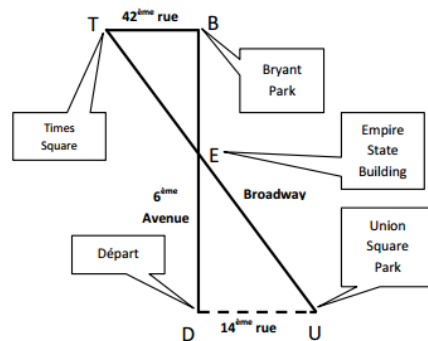 42ème rue
T
B
Bryant
Park
Times
Square
E
Empire
State
Building
6ème
Avenue
Broadway
Union
Square
Park
Départ
D
14ème rue
U